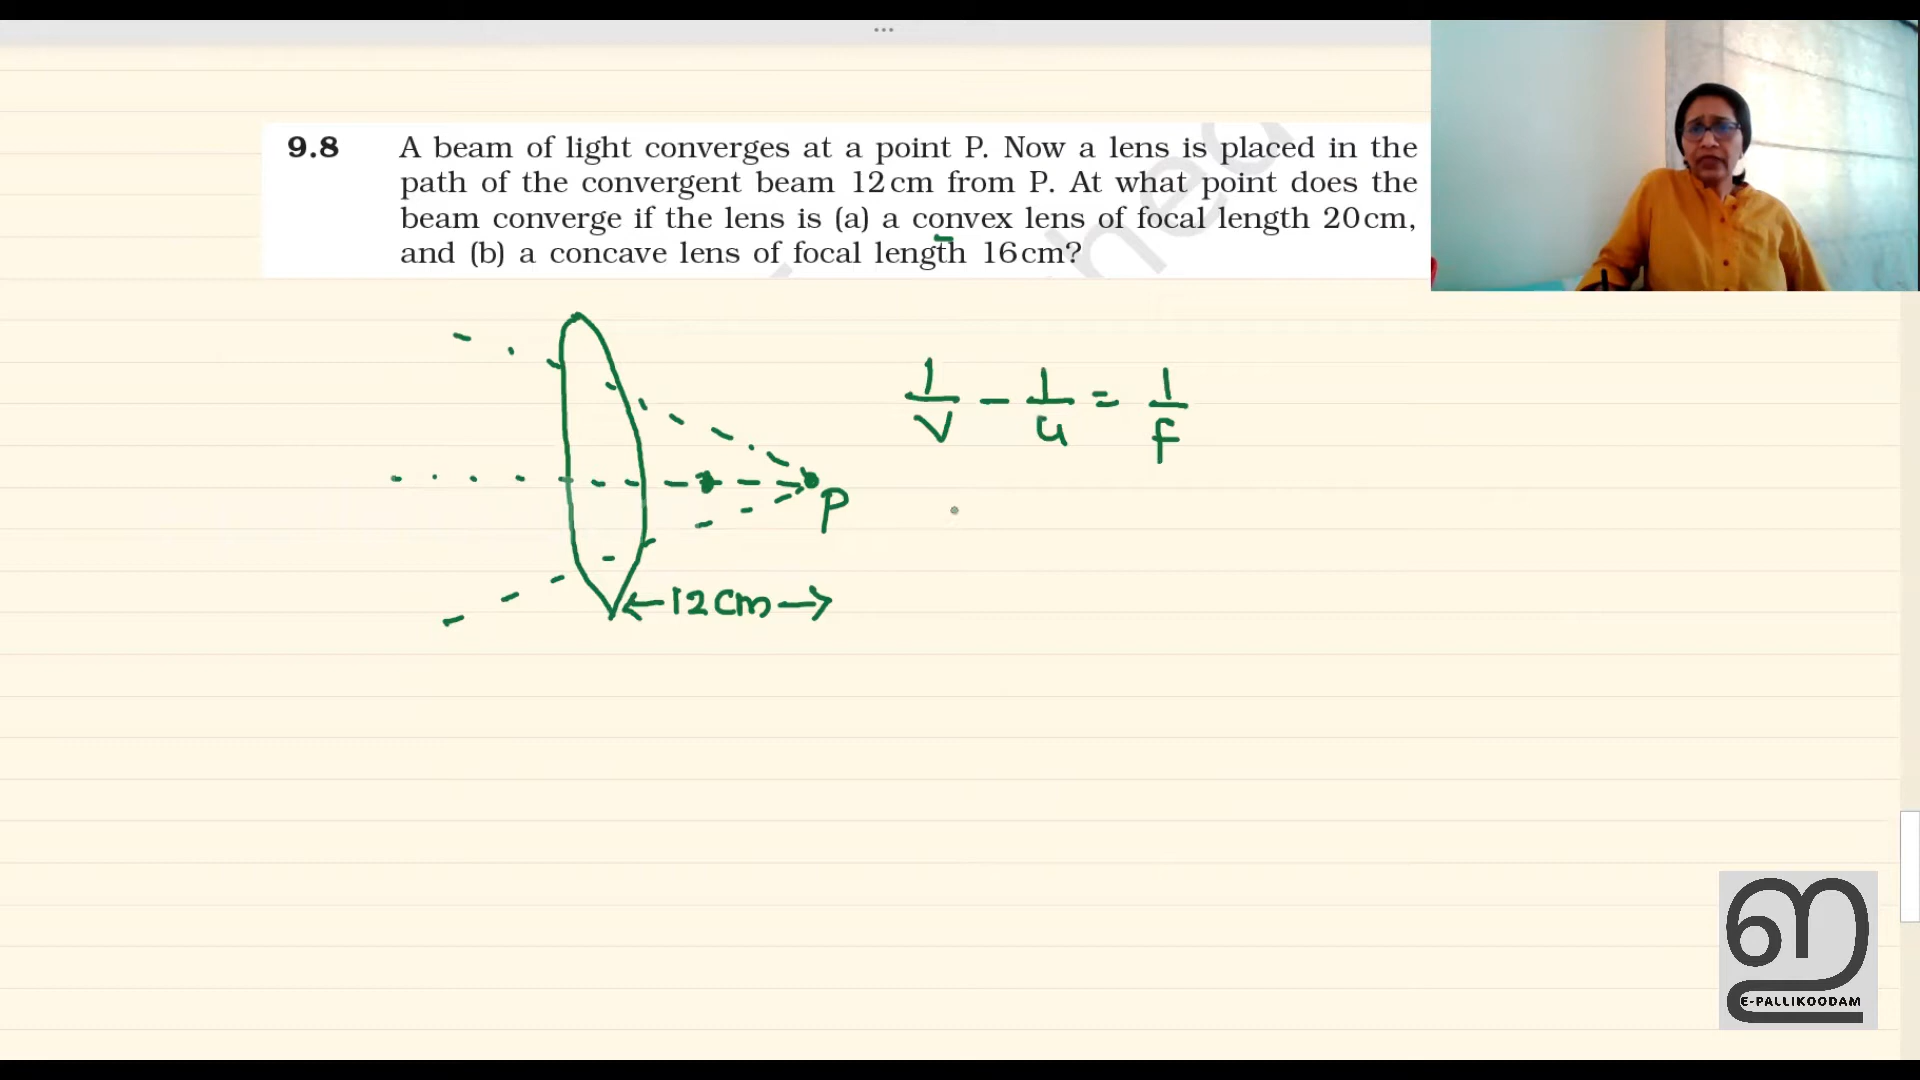 9.8 A beam of light converges at a point P. Now a lens is placed in the
path of the convergent beam 12 cm from P. At what point does the
beam converge if the lens is (a) a convex lens of focal length 20 cm,
and (b) a concave lens of focal length 16 cm?
1/v - 1/u = 1/f
P
←12cm→
E-PALLIKOODAM